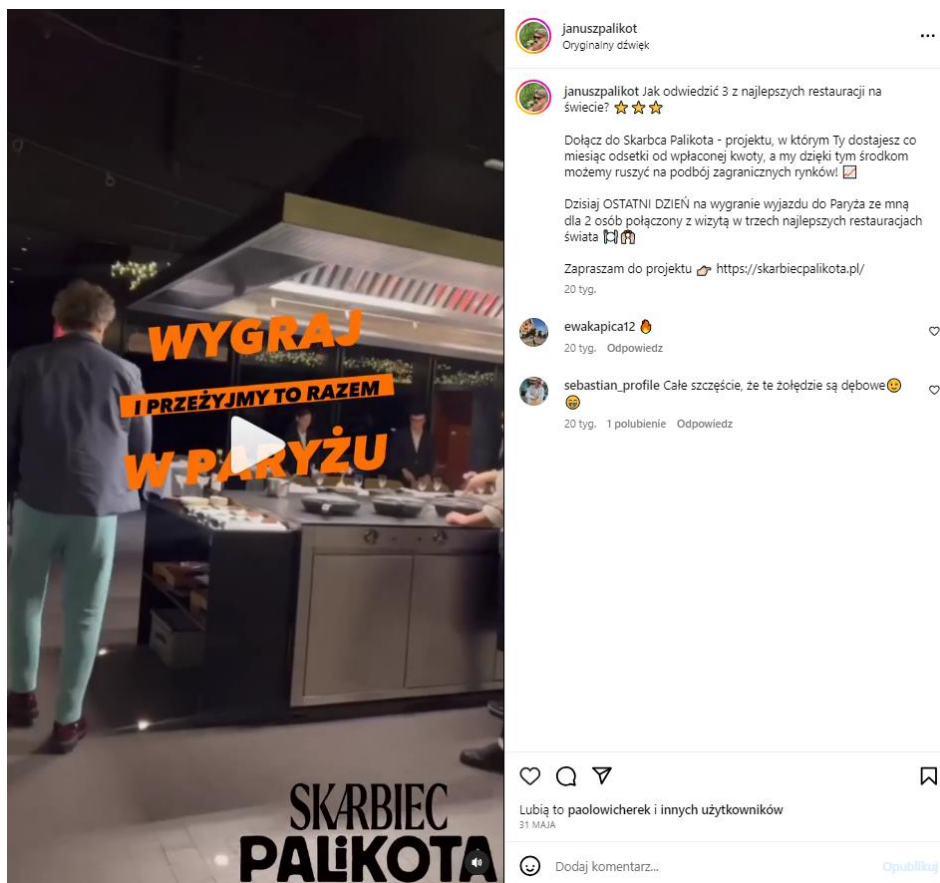 WYGRAJ
I PRZEŻYJMY TO RAZEM
W PARYŻU
SKARBIEC
PALiKOTA
januszpalikot
Oryginalny dźwięk
januszpalikot Jak odwiedzić 3 z najlepszych restauracji na
świecie? ⭐⭐⭐
Dołącz do Skarbca Palikota - projektu, w którym Ty dostajesz co
miesiąc odsetki od wpłaconej kwoty, a my dzięki tym środkom
możemy ruszyć na podbój zagranicznych rynków! 📈
Dzisiaj OSTATNI DZIEŃ na wygranie wyjazdu do Paryża ze mną
dla 2 osób połączony z wizytą w trzech najlepszych restauracjach
świata 🍽️
Zapraszam do projektu 👉 https://skarbiecpalikota.pl/
20 tyg.
ewakapica12 🔥
20 tyg. Odpowiedz
sebastian_profile Całe szczęście, że te żołędzie są dębowe😉
😁
20 tyg. 1 polubienie Odpowiedz
Lubią to paolowicherek i innych użytkowników
31 MAJA
Dodaj komentarz...
Opublikuj